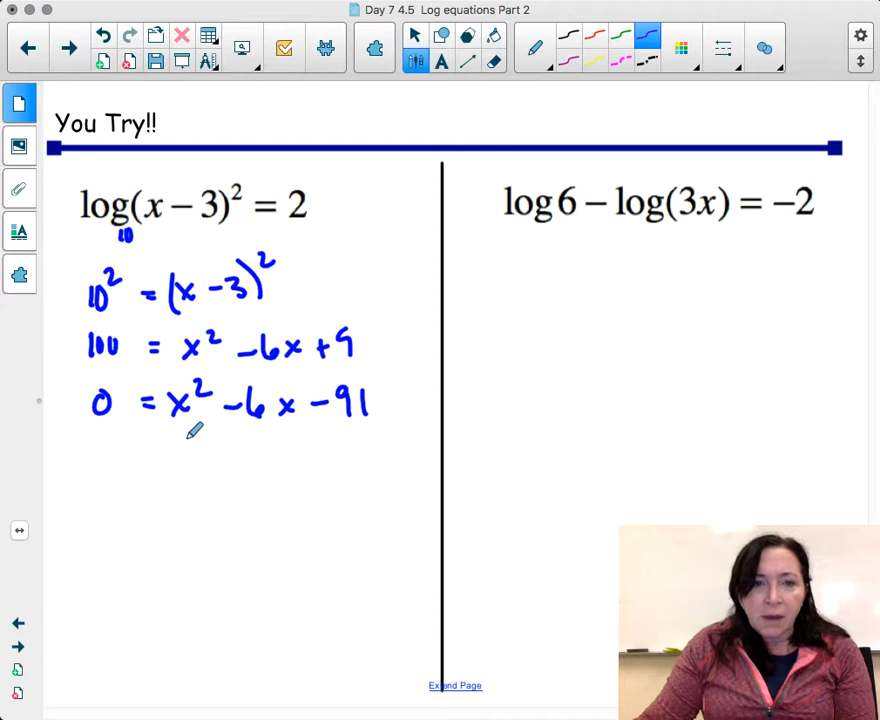 Day 7 4.5 Log equations Part 2
A
You Try!!
log(x − 3)² = 2
10
10² = (x − 3)²
100 = x² − 6x + 9
0 = x² − 6x − 91
log 6 − log(3x) = −2
Extend Page